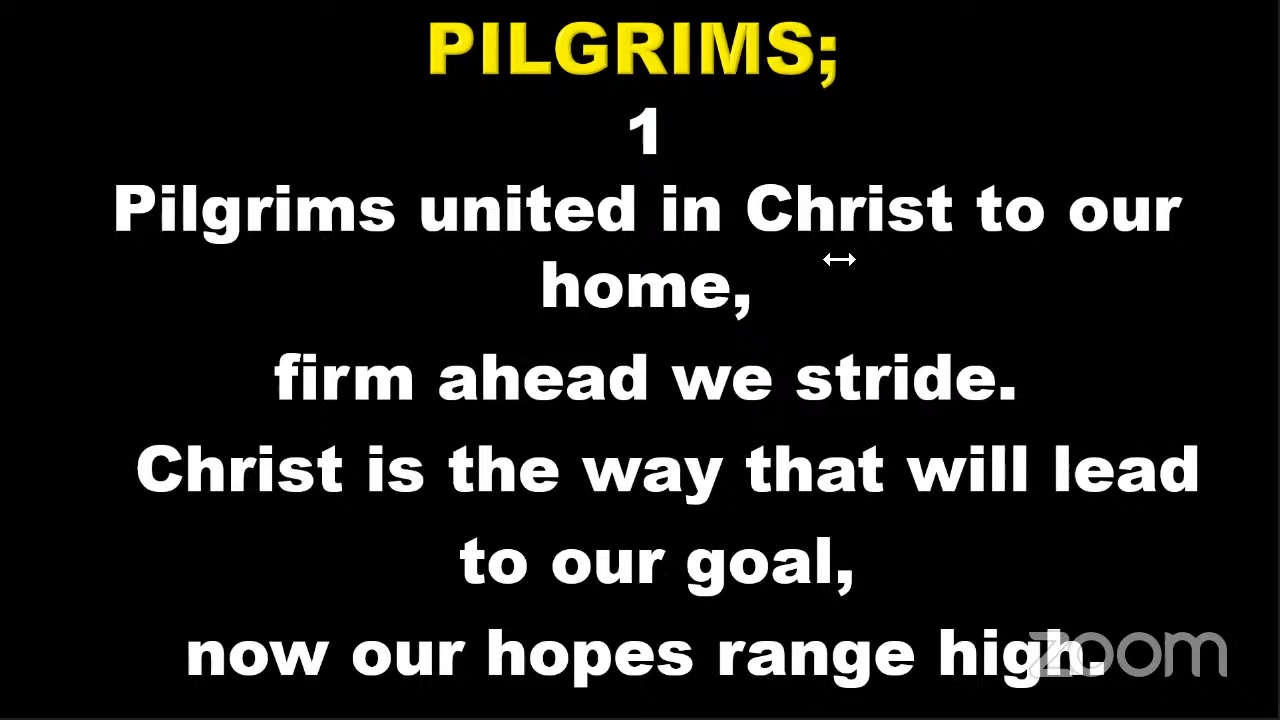 PILGRIMS;
1
Pilgrims united in Christ to our
home,
firm ahead we stride.
Christ is the way that will lead
to our goal,
now our hopes range high.
zoom